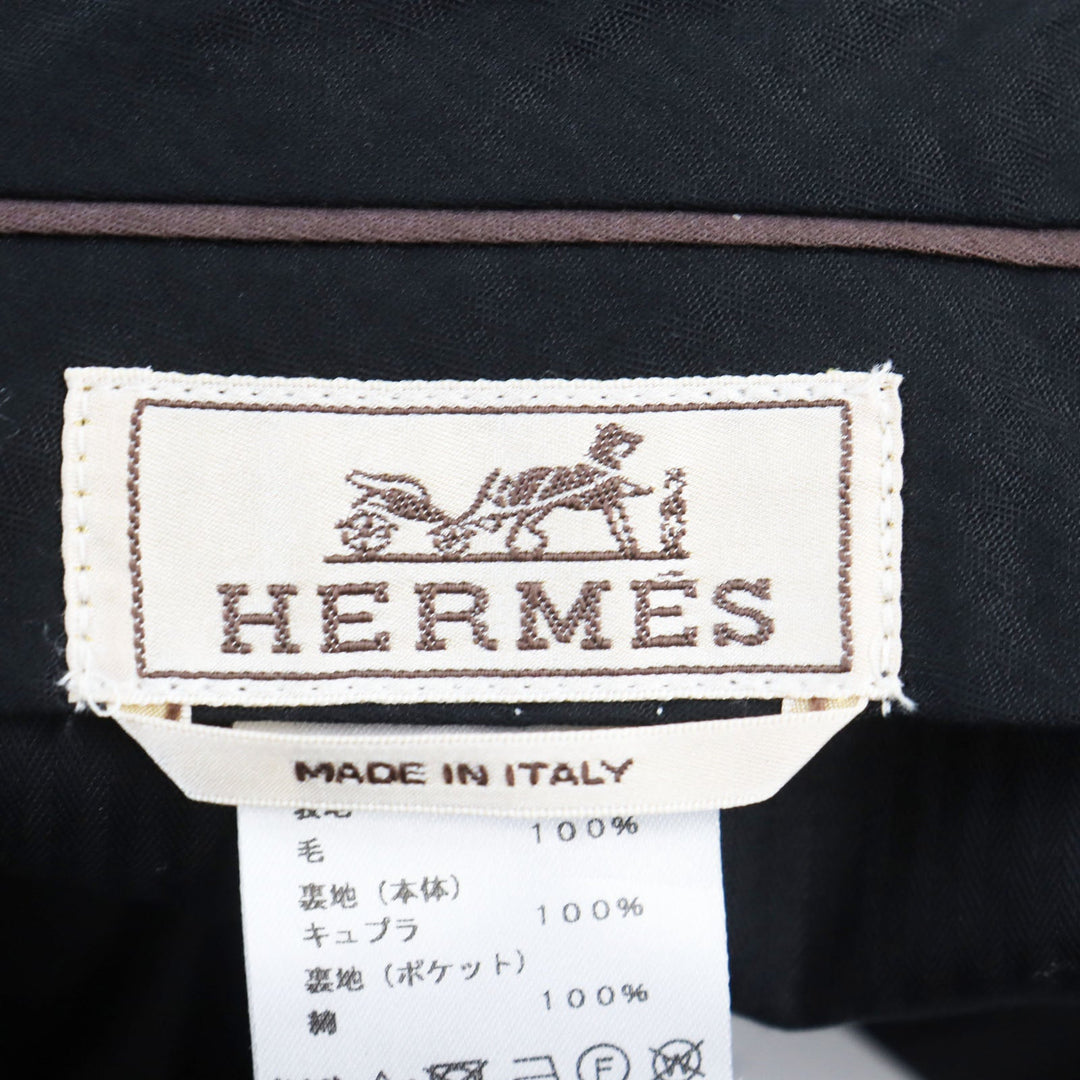 HERMÈS
MADE IN ITALY
毛 100%
裏地（本体）
キュプラ 100%
裏地（ポケット）
綿 100%
F
W